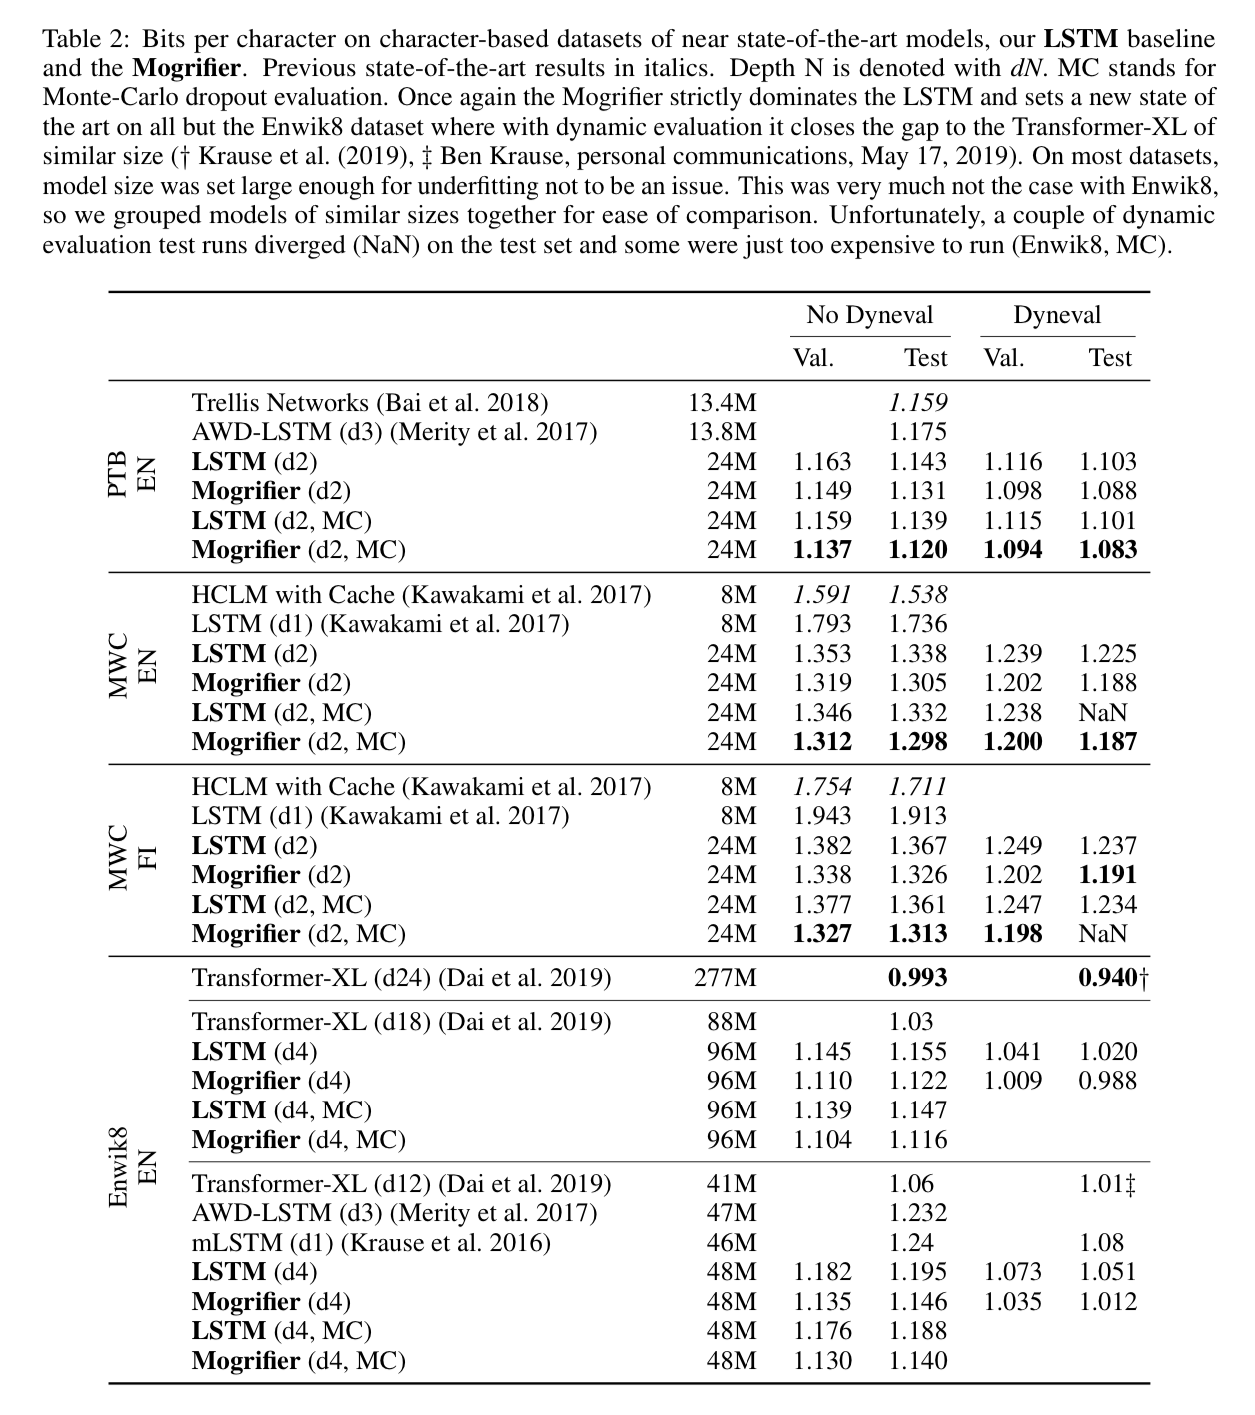 Table 2: Bits per character on character-based datasets of near state-of-the-art models, our LSTM baseline
and the Mogrifier. Previous state-of-the-art results in italics. Depth N is denoted with dN. MC stands for
Monte-Carlo dropout evaluation. Once again the Mogrifier strictly dominates the LSTM and sets a new state of
the art on all but the Enwik8 dataset where with dynamic evaluation it closes the gap to the Transformer-XL of
similar size († Krause et al. (2019), ‡ Ben Krause, personal communications, May 17, 2019). On most datasets,
model size was set large enough for underfitting not to be an issue. This was very much not the case with Enwik8,
so we grouped models of similar sizes together for ease of comparison. Unfortunately, a couple of dynamic
evaluation test runs diverged (NaN) on the test set and some were just too expensive to run (Enwik8, MC).
No Dyneval Dyneval
Val. Test Val. Test
PTB
EN
Trellis Networks (Bai et al. 2018) 13.4M 1.159
AWD-LSTM (d3) (Merity et al. 2017) 13.8M 1.175
LSTM (d2) 24M 1.163 1.143 1.116 1.103
Mogrifier (d2) 24M 1.149 1.131 1.098 1.088
LSTM (d2, MC) 24M 1.159 1.139 1.115 1.101
Mogrifier (d2, MC) 24M 1.137 1.120 1.094 1.083
MWC
EN
HCLM with Cache (Kawakami et al. 2017) 8M 1.591 1.538
LSTM (d1) (Kawakami et al. 2017) 8M 1.793 1.736
LSTM (d2) 24M 1.353 1.338 1.239 1.225
Mogrifier (d2) 24M 1.319 1.305 1.202 1.188
LSTM (d2, MC) 24M 1.346 1.332 1.238 NaN
Mogrifier (d2, MC) 24M 1.312 1.298 1.200 1.187
MWC
FI
HCLM with Cache (Kawakami et al. 2017) 8M 1.754 1.711
LSTM (d1) (Kawakami et al. 2017) 8M 1.943 1.913
LSTM (d2) 24M 1.382 1.367 1.249 1.237
Mogrifier (d2) 24M 1.338 1.326 1.202 1.191
LSTM (d2, MC) 24M 1.377 1.361 1.247 1.234
Mogrifier (d2, MC) 24M 1.327 1.313 1.198 NaN
Enwik8
EN
Transformer-XL (d24) (Dai et al. 2019) 277M 0.993 0.940†
Transformer-XL (d18) (Dai et al. 2019) 88M 1.03
LSTM (d4) 96M 1.145 1.155 1.041 1.020
Mogrifier (d4) 96M 1.110 1.122 1.009 0.988
LSTM (d4, MC) 96M 1.139 1.147
Mogrifier (d4, MC) 96M 1.104 1.116
Transformer-XL (d12) (Dai et al. 2019) 41M 1.06 1.01‡
AWD-LSTM (d3) (Merity et al. 2017) 47M 1.232
mLSTM (d1) (Krause et al. 2016) 46M 1.24 1.08
LSTM (d4) 48M 1.182 1.195 1.073 1.051
Mogrifier (d4) 48M 1.135 1.146 1.035 1.012
LSTM (d4, MC) 48M 1.176 1.188
Mogrifier (d4, MC) 48M 1.130 1.140